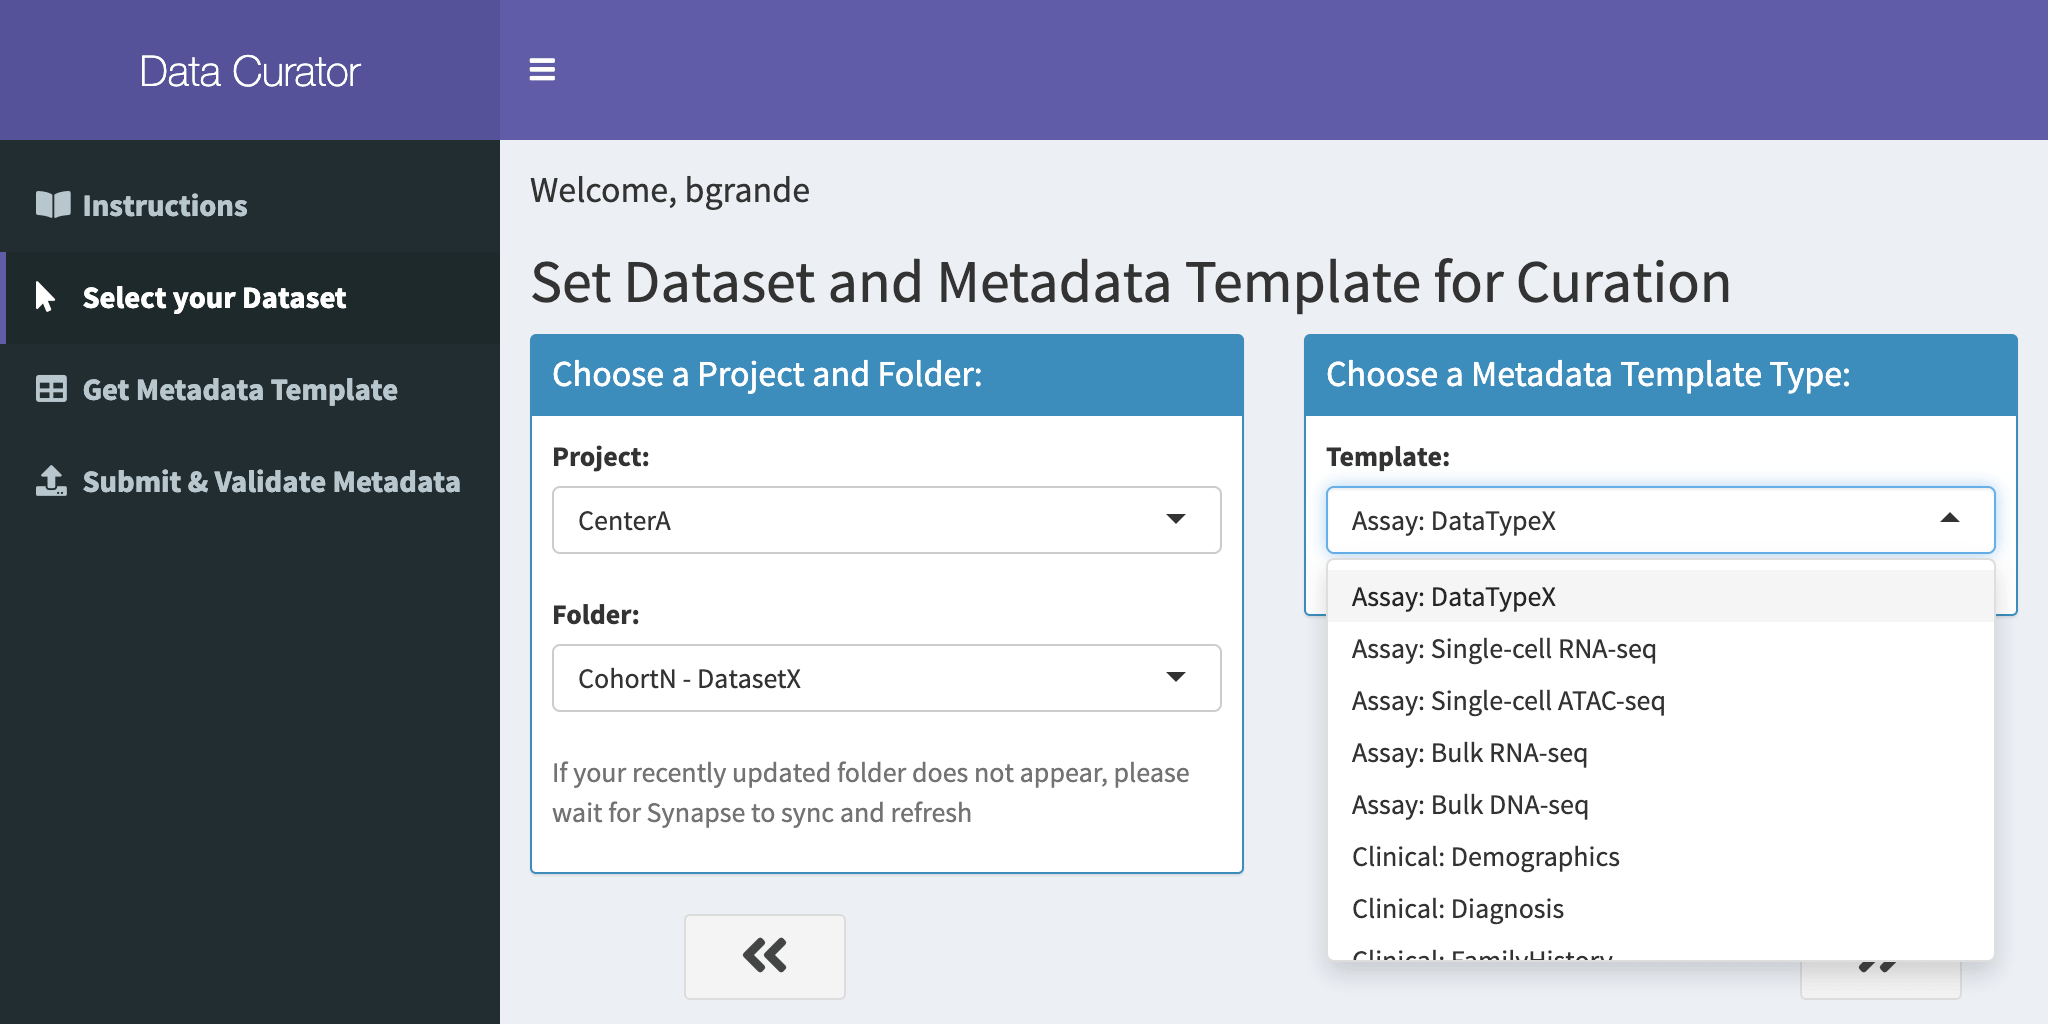 Data Curator
Instructions
Select your Dataset
Get Metadata Template
Submit & Validate Metadata
Welcome, bgrande
Set Dataset and Metadata Template for Curation
Choose a Project and Folder:
Project:
CenterA
Folder:
CohortN - DatasetX
If your recently updated folder does not appear, please
wait for Synapse to sync and refresh
Choose a Metadata Template Type:
Template:
Assay: DataTypeX
Assay: DataTypeX
Assay: Single-cell RNA-seq
Assay: Single-cell ATAC-seq
Assay: Bulk RNA-seq
Assay: Bulk DNA-seq
Clinical: Demographics
Clinical: Diagnosis
Clinical: FamilyHistory